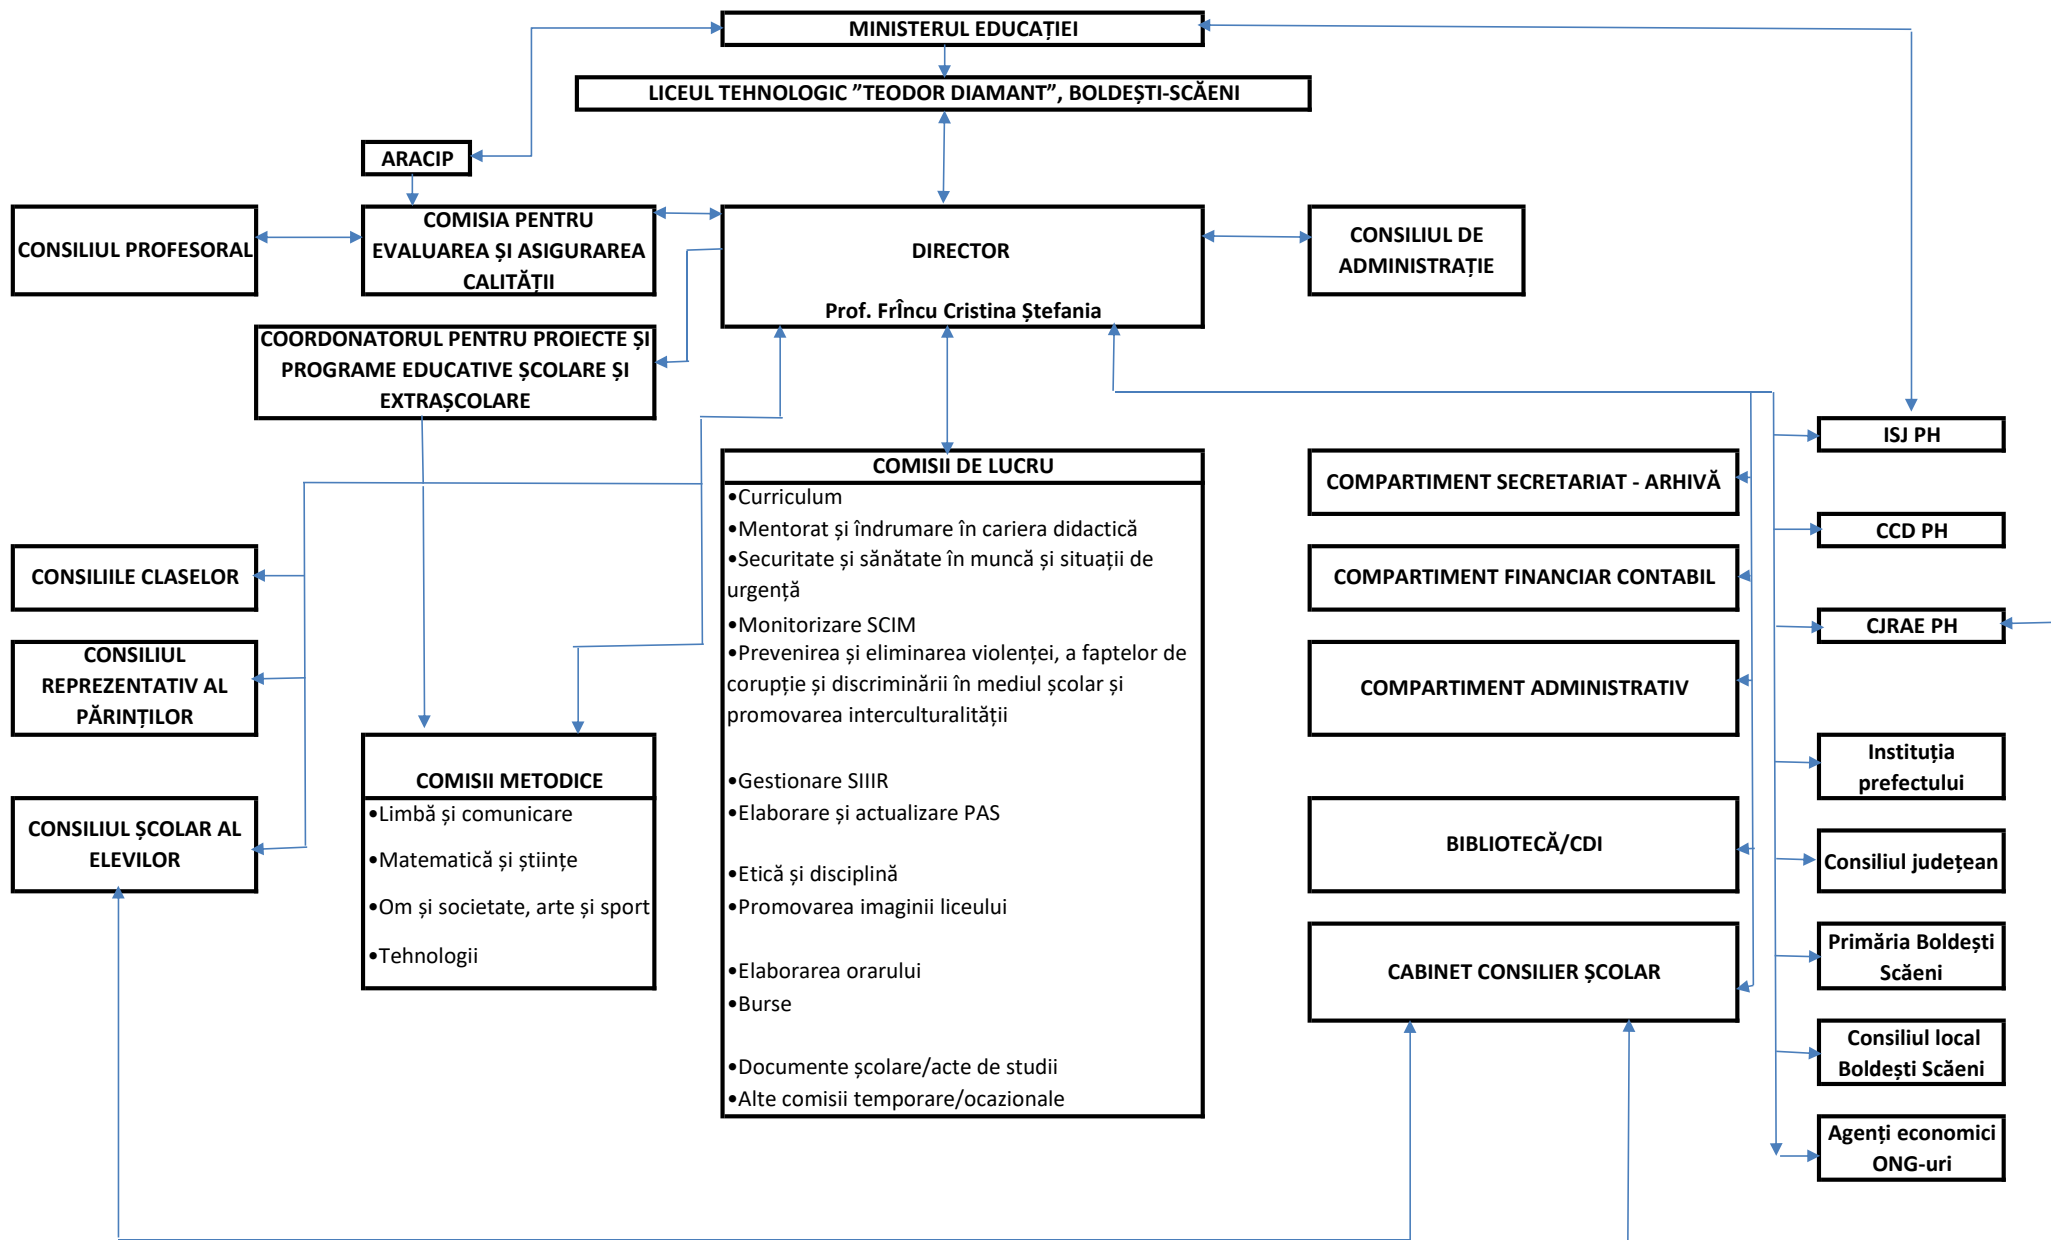 MINISTERUL EDUCAȚIEI
LICEUL TEHNOLOGIC ”TEODOR DIAMANT”, BOLDEȘTI-SCĂENI
ARACIP
CONSILIUL PROFESORAL
COMISIA PENTRU
EVALUAREA ȘI ASIGURAREA
CALITĂȚII
DIRECTOR
Prof. FrÎncu Cristina Ștefania
CONSILIUL DE
ADMINISTRAȚIE
COORDONATORUL PENTRU PROIECTE ȘI
PROGRAME EDUCATIVE ȘCOLARE ȘI
EXTRAȘCOLARE
CONSILIILE CLASELOR
CONSILIUL
REPREZENTATIV AL
PĂRINȚILOR
CONSILIUL ȘCOLAR AL
ELEVILOR
COMISII METODICE
•Limbă și comunicare
•Matematică și științe
•Om și societate, arte și sport
•Tehnologii
COMISII DE LUCRU
•Curriculum
•Mentorat și îndrumare în cariera didactică
•Securitate și sănătate în muncă și situații de
urgență
•Monitorizare SCIM
•Prevenirea și eliminarea violenței, a faptelor de
corupție și discriminării în mediul școlar și
promovarea interculturalității
•Gestionare SIIIR
•Elaborare și actualizare PAS
•Etică și disciplină
•Promovarea imaginii liceului
•Elaborarea orarului
•Burse
•Documente școlare/acte de studii
•Alte comisii temporare/ocazionale
COMPARTIMENT SECRETARIAT - ARHIVĂ
COMPARTIMENT FINANCIAR CONTABIL
COMPARTIMENT ADMINISTRATIV
BIBLIOTECĂ/CDI
CABINET CONSILIER ȘCOLAR
ISJ PH
CCD PH
CJRAE PH
Instituția
prefectului
Consiliul județean
Primăria Boldești
Scăeni
Consiliul local
Boldești Scăeni
Agenți economici
ONG-uri